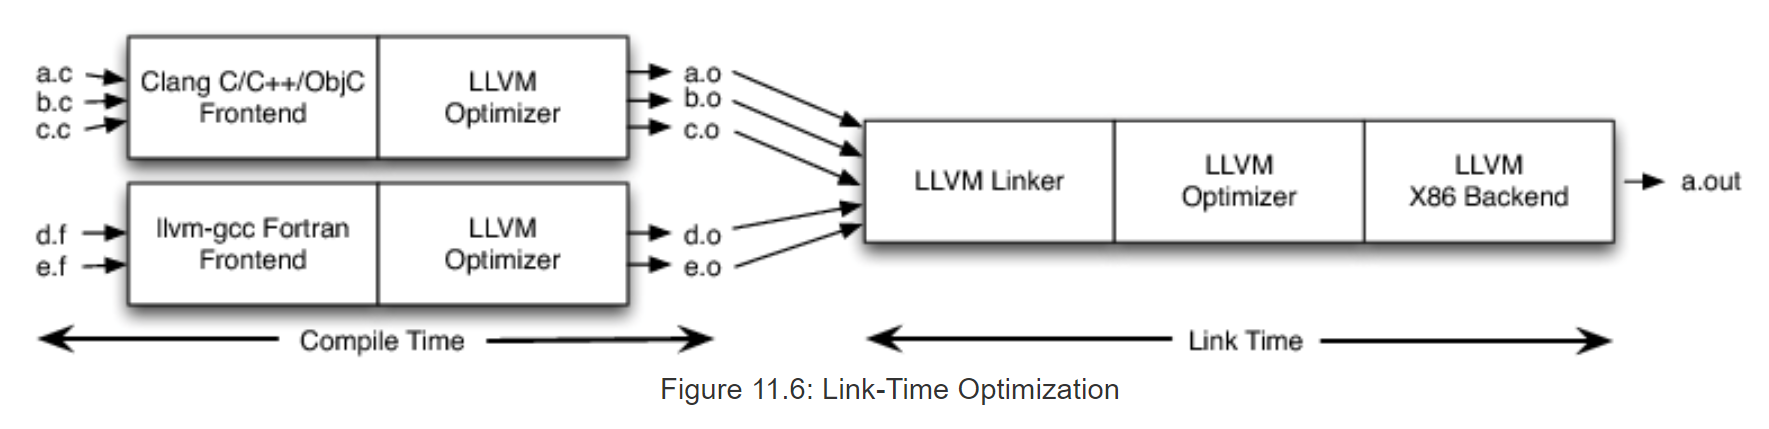 a.c
b.c
c.c
Clang C/C++/ObjC
Frontend
LLVM
Optimizer
a.o
b.o
c.o
d.f
e.f
llvm-gcc Fortran
Frontend
LLVM
Optimizer
d.o
e.o
LLVM Linker
LLVM
Optimizer
LLVM
X86 Backend
a.out
Compile Time
Link Time
Figure 11.6: Link-Time Optimization